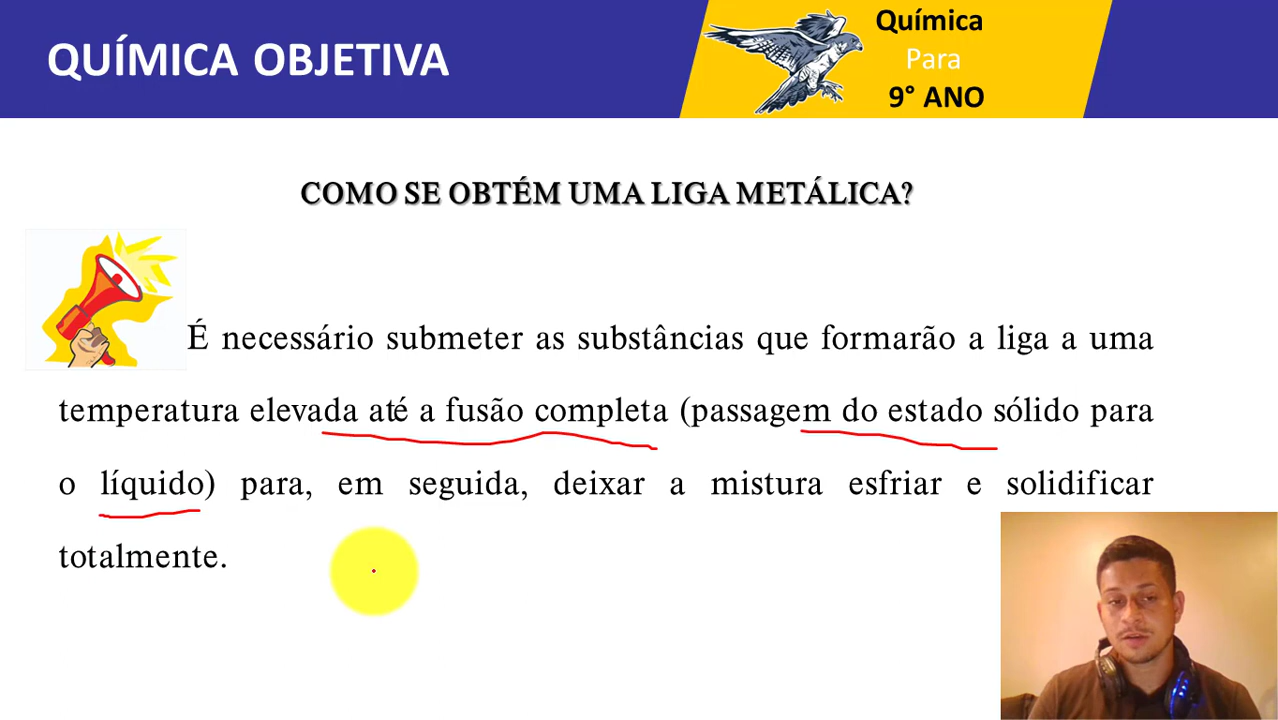 QUÍMICA OBJETIVA
Química
Para
9° ANO
COMO SE OBTÉM UMA LIGA METÁLICA?
É necessário submeter as substâncias que formarão a liga a uma
temperatura elevada até a fusão completa (passagem do estado sólido para
o líquido) para, em seguida, deixar a mistura esfriar e solidificar
totalmente.